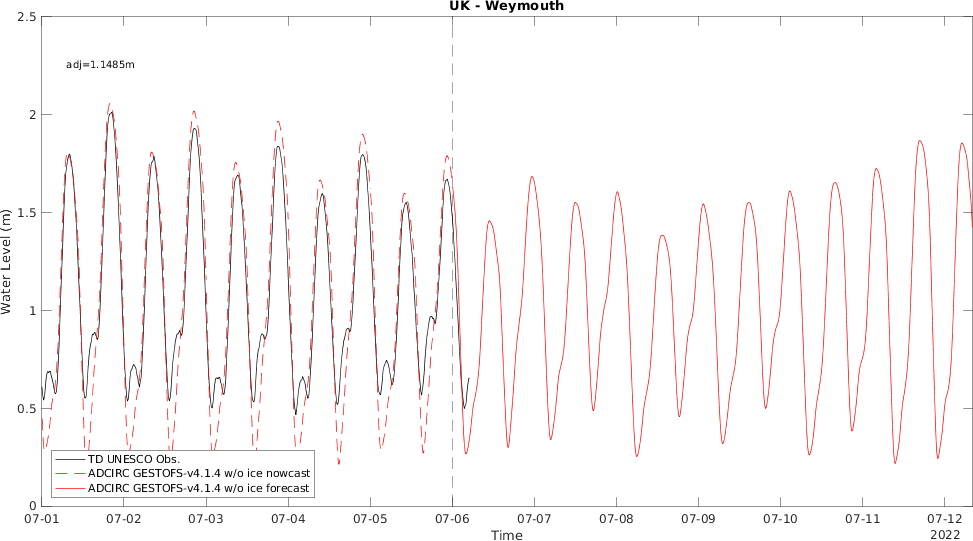 UK - Weymouth
2.5
adj=1.1485m
2
1.5
Water Level (m)
1
0.5
TD UNESCO Obs.
ADCIRC GESTOFS-v4.1.4 w/o ice nowcast
ADCIRC GESTOFS-v4.1.4 w/o ice forecast
0
07-01 07-02 07-03 07-04 07-05 07-06 07-07 07-08 07-09 07-10 07-11 07-12
Time
2022